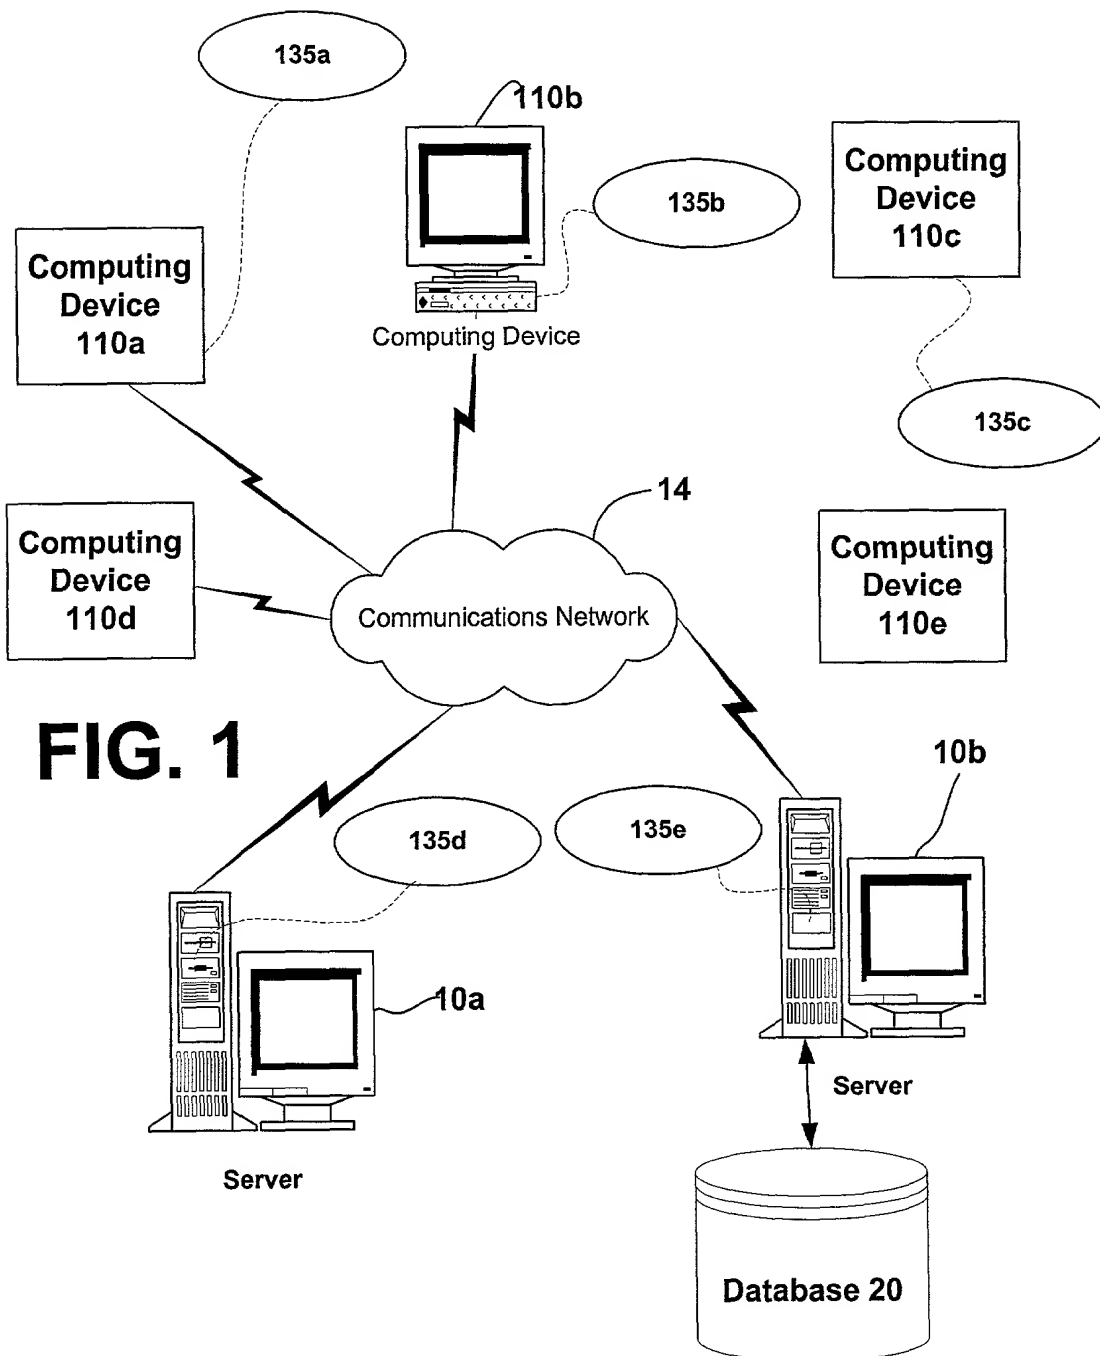 135a
110b
Computing
Device
110c
135b
Computing
Device
110a
Computing Device
135c
14
Computing
Device
110d
Computing
Device
110e
Communications Network
FIG. 1
10b
135d
135e
10a
Server
Server
Database 20